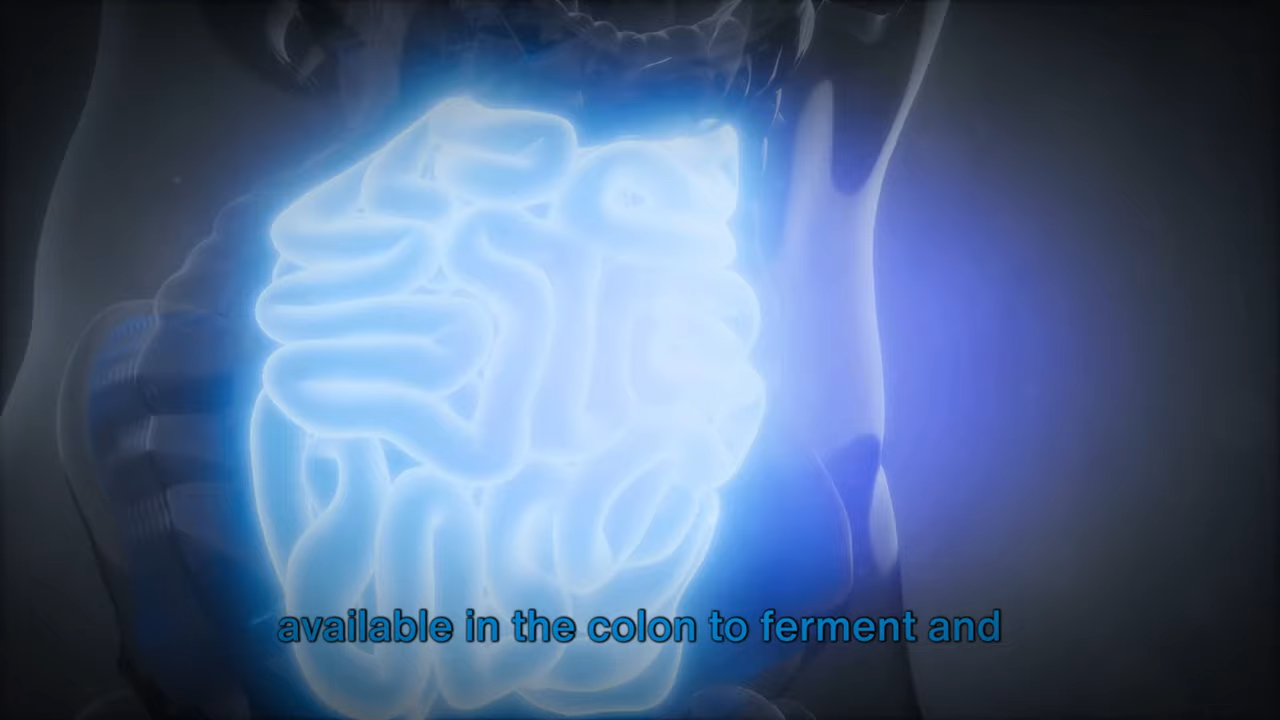 available in the colon to ferment and